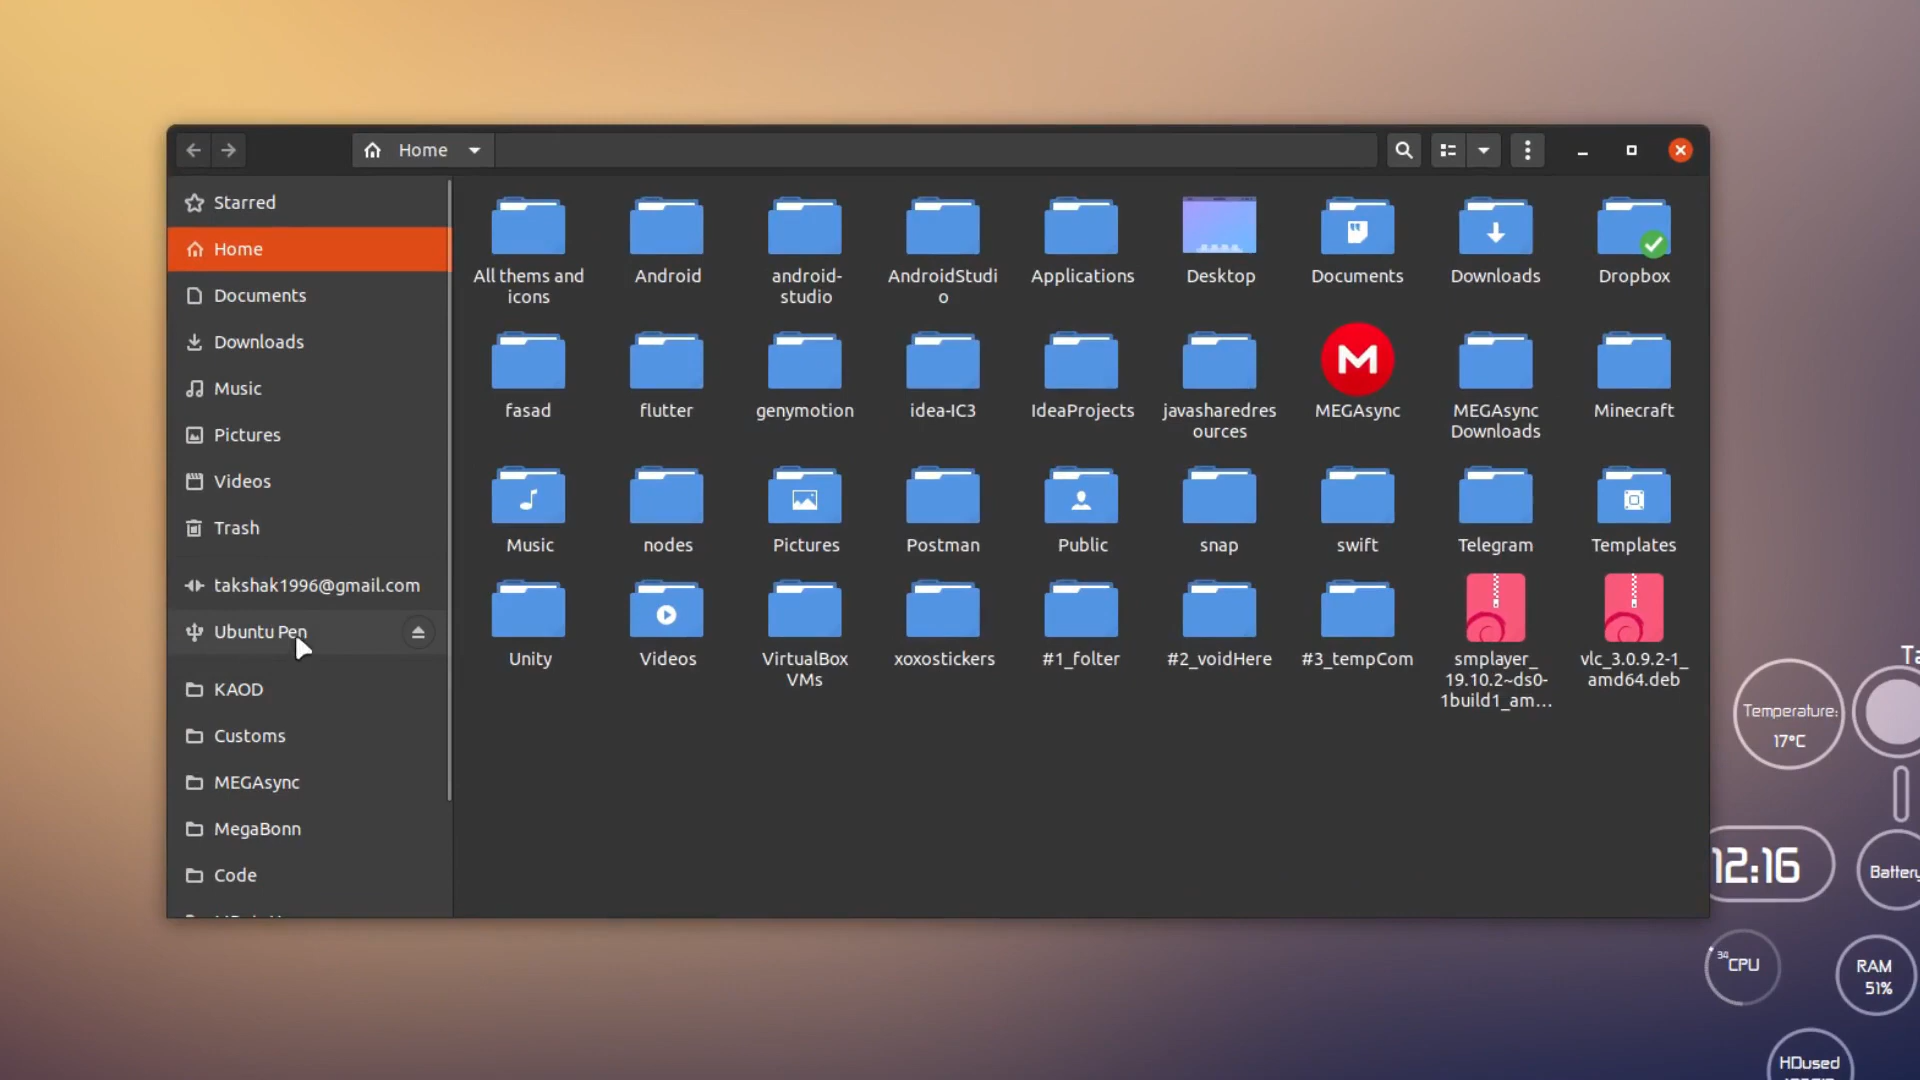 Home
Starred
Home
Documents
Downloads
Music
Pictures
Videos
Trash
takshak1996@gmail.com
Ubuntu Pen
KAOD
Customs
MEGAsync
MegaBonn
Code
All thems and
icons
Android
android-
studio
AndroidStudi
o
Applications
Desktop
Documents
Downloads
Dropbox
fasad
flutter
genymotion
idea-IC3
IdeaProjects
javasharedres
ources
M
MEGAsync
MEGAsync
Downloads
Minecraft
Music
nodes
Pictures
Postman
Public
snap
swift
Telegram
Templates
Unity
Videos
VirtualBox
VMs
xoxostickers
#1_folter
#2_voidHere
#3_tempCom
smplayer_
19.10.2~ds0-
1build1_am...
vlc_3.0.9.2-1_
amd64.deb
Ta
Temperature:
17°C
12:16
Battery
34
CPU
RAM
51%
HDused